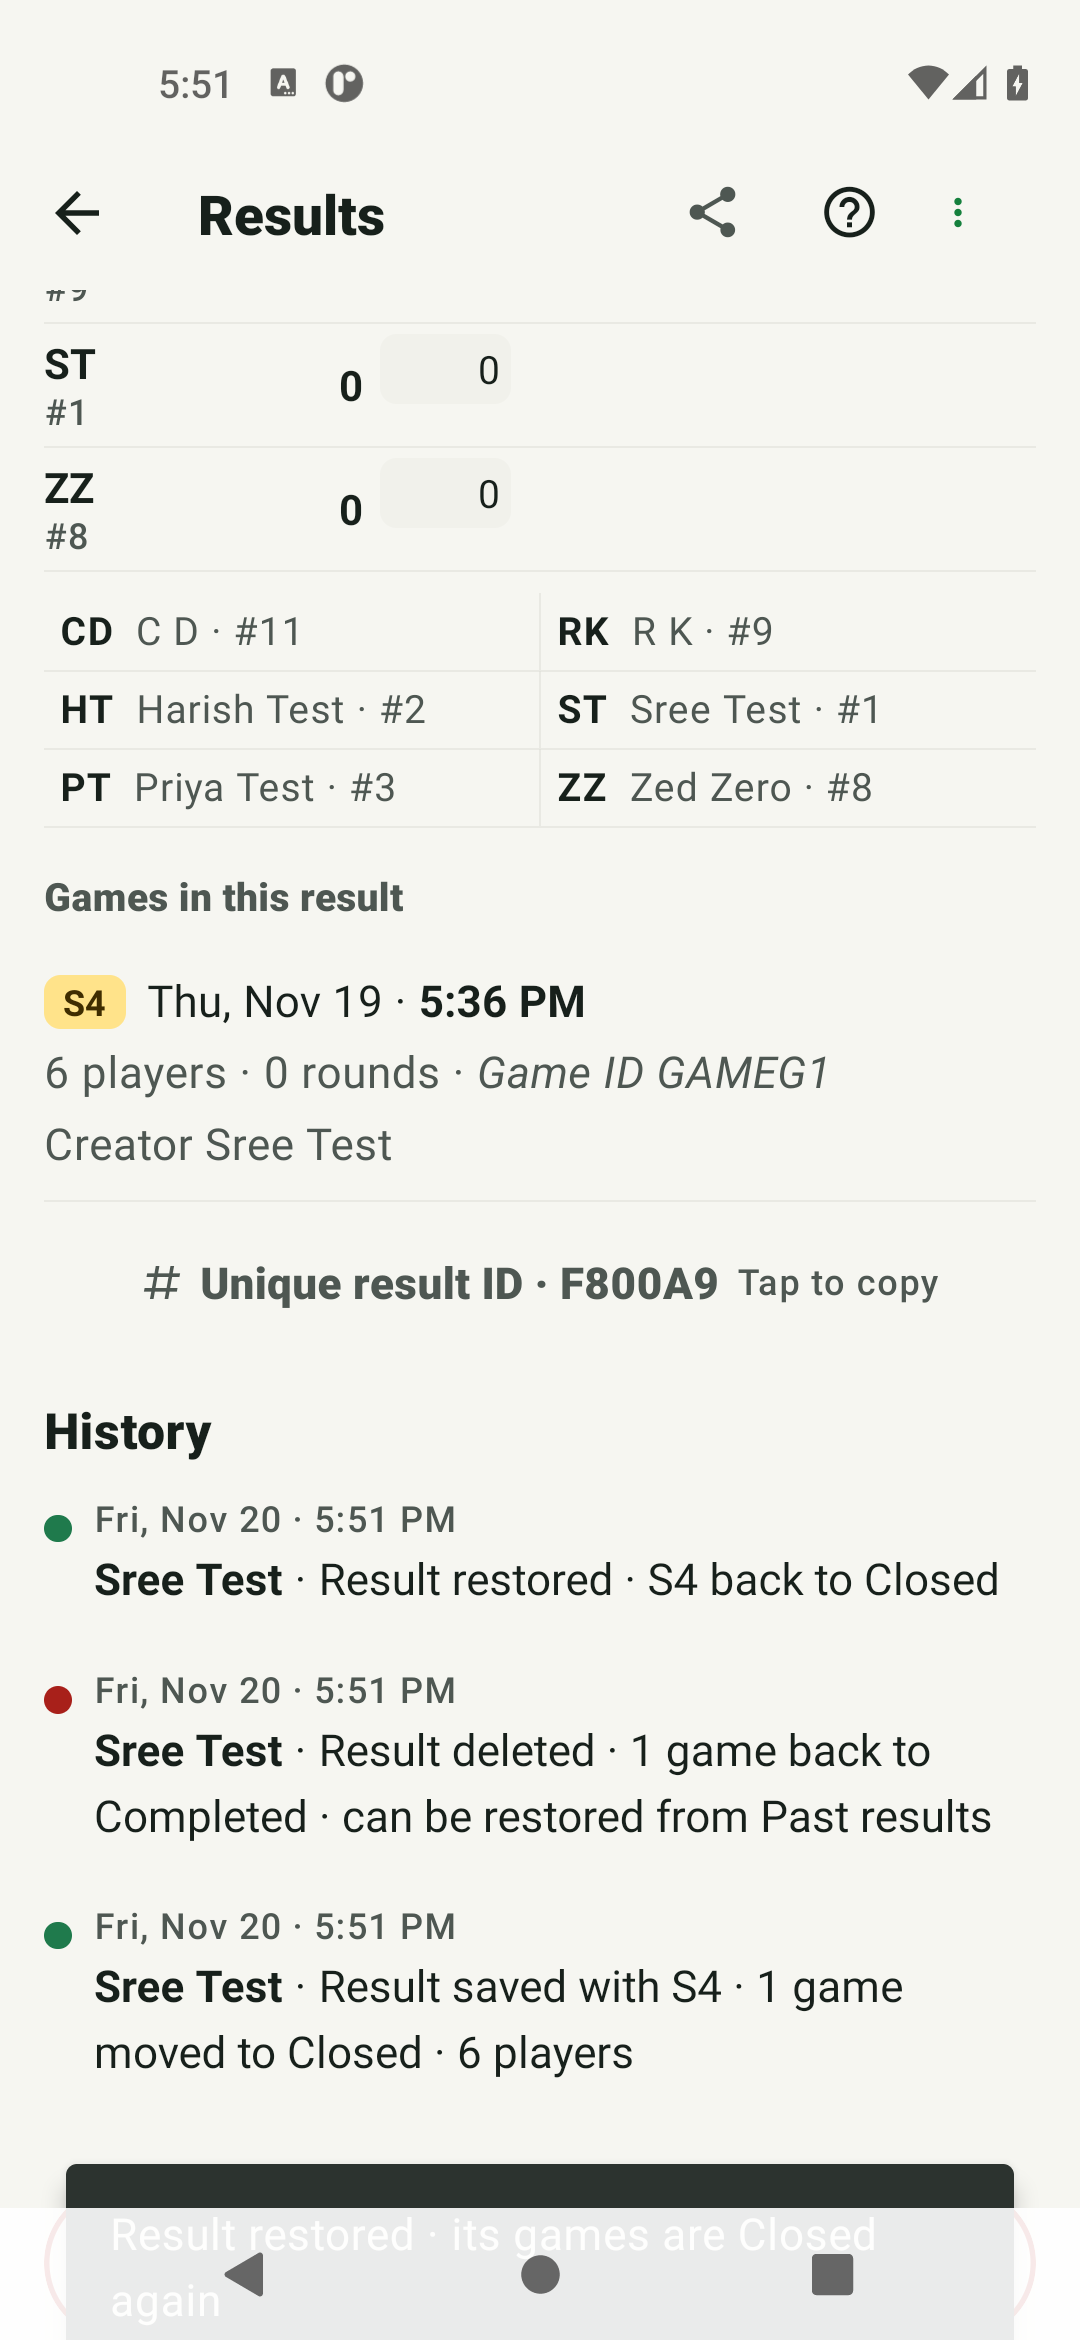 5:51
Results
#9
ST
#1
0
0
ZZ
#8
0
0
CD C D · #11
RK R K · #9
HT Harish Test · #2
ST Sree Test · #1
PT Priya Test · #3
ZZ Zed Zero · #8
Games in this result
S4 Thu, Nov 19 · 5:36 PM
6 players · 0 rounds · Game ID GAMEG1
Creator Sree Test
# Unique result ID · F800A9 Tap to copy
History
Fri, Nov 20 · 5:51 PM
Sree Test · Result restored · S4 back to Closed
Fri, Nov 20 · 5:51 PM
Sree Test · Result deleted · 1 game back to
Completed · can be restored from Past results
Fri, Nov 20 · 5:51 PM
Sree Test · Result saved with S4 · 1 game
moved to Closed · 6 players
Result restored · its games are Closed
again